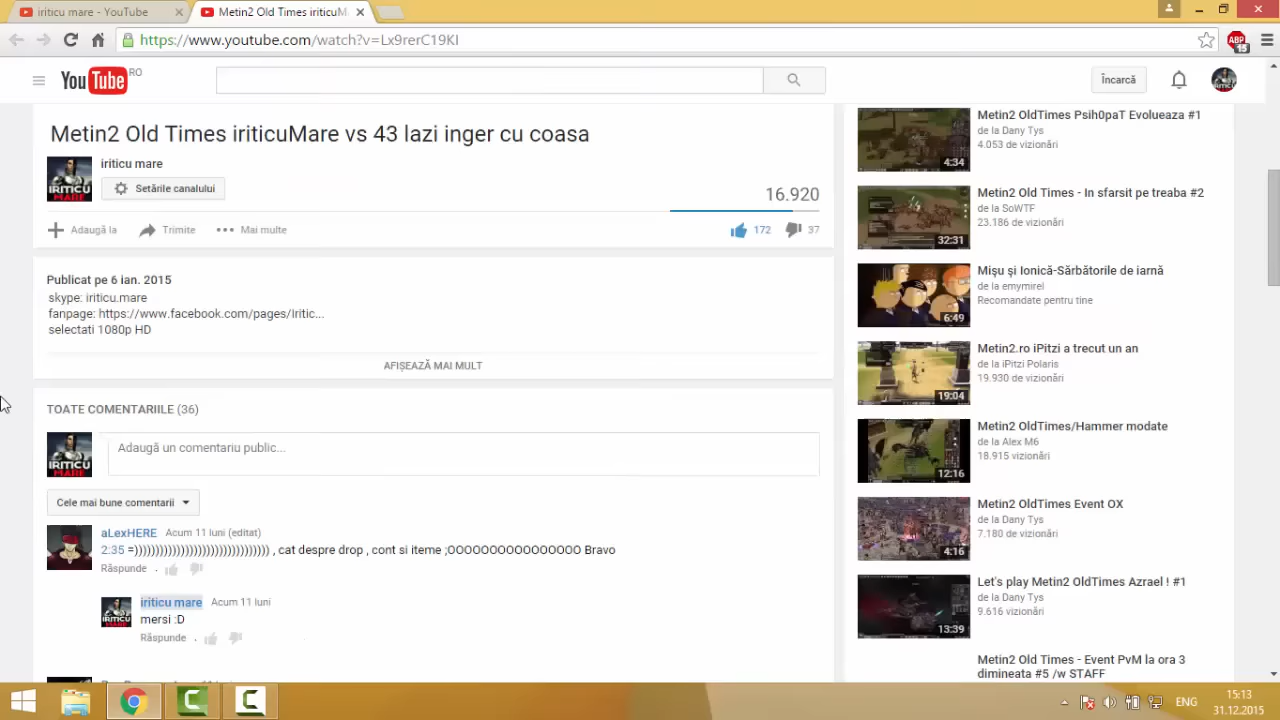 iriticu mare - YouTube
Metin2 Old Times irituM
https://www.youtube.com/watch?v=Lx9rerC19KI
ABP
15
YouTube RO
Încarcă
Metin2 Old Times iriticuMare vs 43 lazi inger cu coasa
IRITICU
MARE
iriticu mare
Setările canalului
16.920
Adaugă la
Trimite
Mai multe
172
37
Publicat pe 6 ian. 2015
skype: iriticu.mare
fanpage: https://www.facebook.com/pages/iritic...
selectati 1080p HD
AFIȘEAZĂ MAI MULT
TOATE COMENTARIILE (36)
IRITICU
MARE
Adaugă un comentariu public...
Cele mai bune comentarii
aLexHERE Acum 11 luni (editat)
2:35 =))))))))))))))))))))))))))))))))) , cat despre drop , cont si iteme ;OOOOOOOOOOOOOOOO Bravo
Răspunde .
iriticu mare Acum 11 luni
mersi :D
Răspunde .
Metin2 OldTimes Psih0paT Evolueaza #1
de la Dany Tys
4.053 de vizionări
4:34
Metin2 Old Times - In sfarsit pe treaba #2
de la SoWTF
23.186 de vizionări
32:31
Mişu şi Ionică-Sărbătorile de iarnă
de la emymirel
Recomandate pentru tine
6:49
Metin2.ro iPitzi a trecut un an
de la iPitzi Polaris
19.930 de vizionări
19:04
Metin2 OldTimes/Hammer modate
de la Alex M6
18.915 vizionări
12:16
Metin2 OldTimes Event OX
de la Dany Tys
7.180 de vizionări
4:16
Let's play Metin2 OldTimes Azrael ! #1
de la Dany Tys
9.616 vizionări
13:39
Metin2 Old Times - Event PvM la ora 3
dimineata #5 /w STAFF
ENG
15:13
31.12.2015